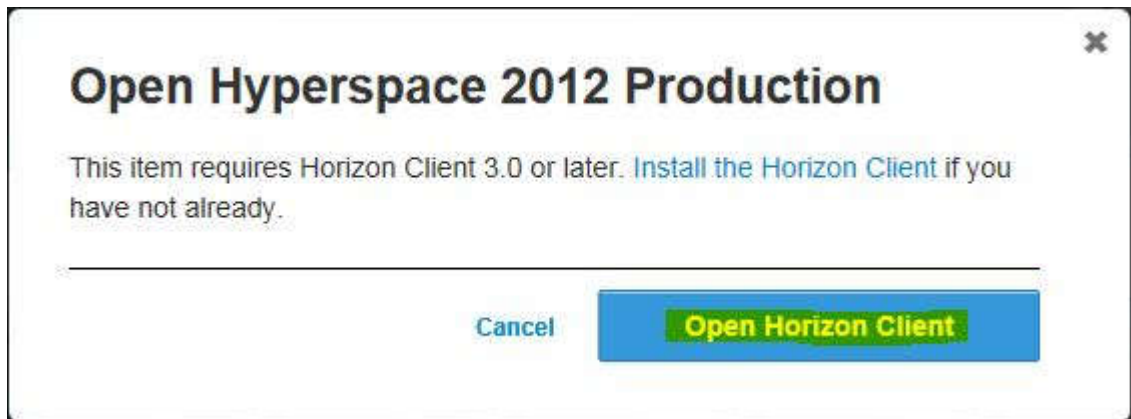 Open Hyperspace 2012 Production
This item requires Horizon Client 3.0 or later. Install the Horizon Client if you
have not already.
Cancel
Open Horizon Client